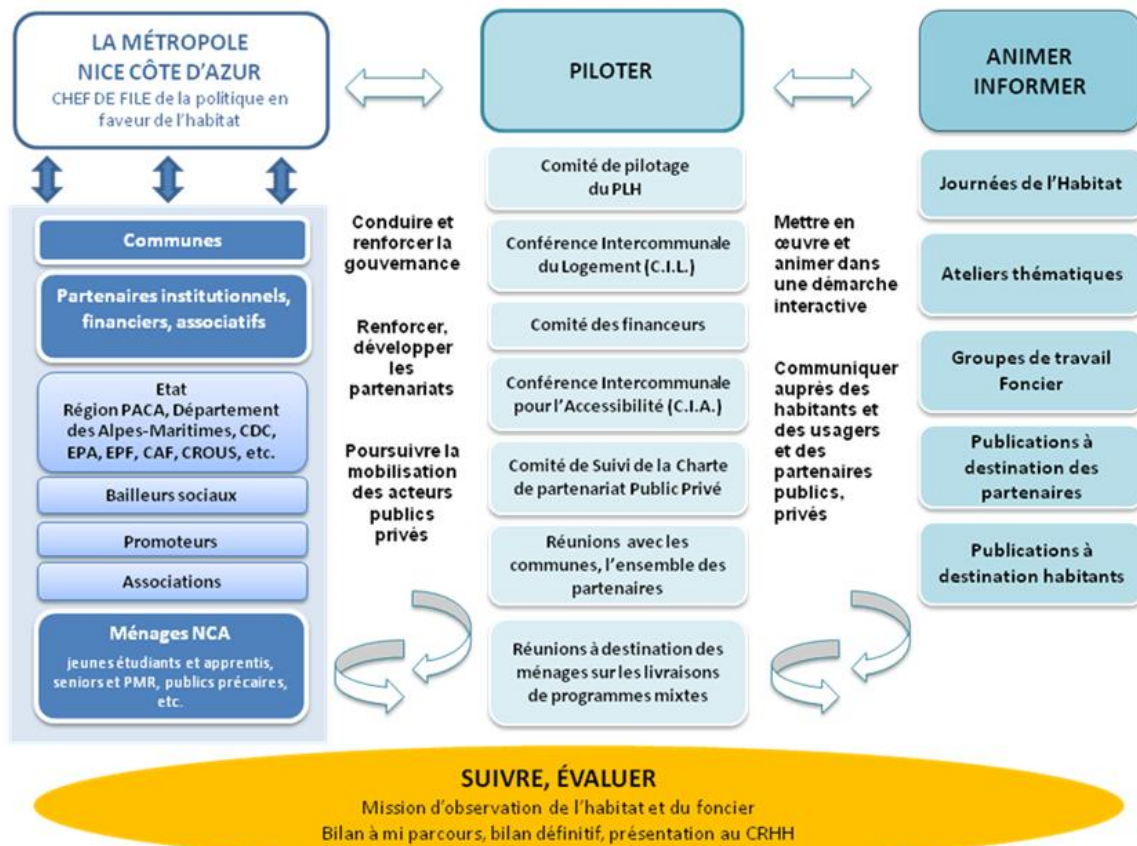 LA MÉTROPOLE
NICE CÔTE D'AZUR
CHEF DE FILE de la politique en
faveur de l'habitat
Communes
Partenaires institutionnels,
financiers, associatifs
Etat
Région PACA, Département
des Alpes-Maritimes, CDC,
EPA, EPF, CAF, CROUS, etc.
Bailleurs sociaux
Promoteurs
Associations
Ménages NCA
jeunes étudiants et apprentis,
seniors et PMR, publics précaires,
etc.
Conduire et
renforcer la
gouvernance
Renforcer,
développer
les
partenariats
Poursuivre la
mobilisation
des acteurs
publics
privés
PILOTER
Comité de pilotage
du PLH
Conférence Intercommunale
du Logement (C.I.L.)
Comité des financeurs
Conférence Intercommunale
pour l'Accessibilité (C.I.A.)
Comité de Suivi de la Charte
de partenariat Public Privé
Réunions avec les
communes, l'ensemble des
partenaires
Réunions à destination des
ménages sur les livraisons
de programmes mixtes
Mettre en
œuvre et
animer dans
une démarche
interactive
Communiquer
auprès des
habitants et
des usagers
et des
partenaires
publics,
privés
ANIMER
INFORMER
Journées de l'Habitat
Ateliers thématiques
Groupes de travail
Foncier
Publications à
destination des
partenaires
Publications à
destination habitants
SUIVRE, ÉVALUER
Mission d'observation de l'habitat et du foncier
Bilan à mi parcours, bilan définitif, présentation au CRHH